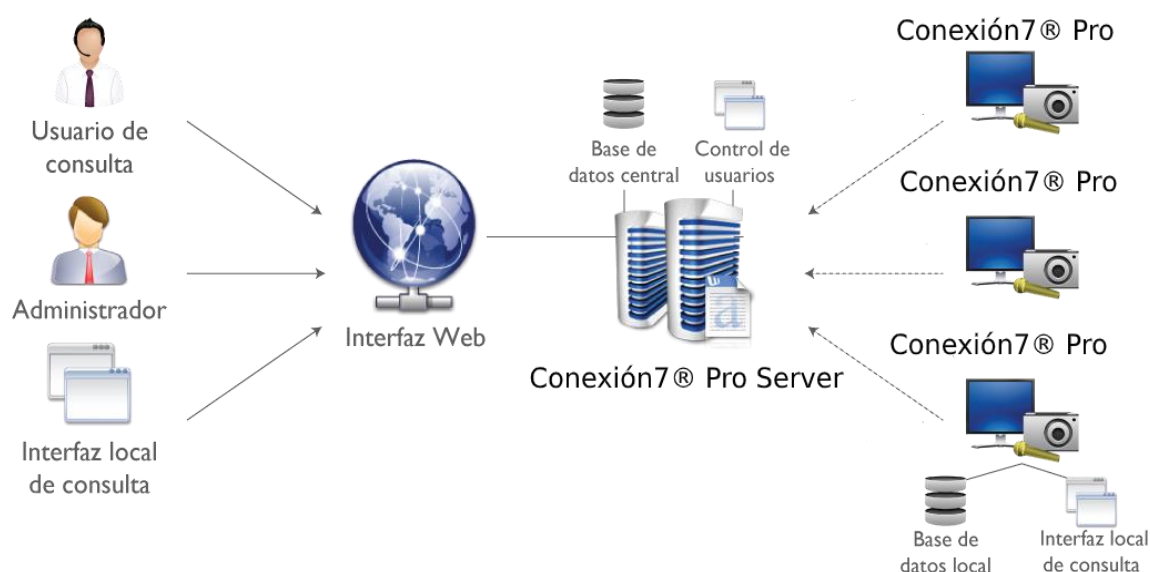 Usuario de
consulta
Administrador
Interfaz local
de consulta
Interfaz Web
Base de
datos central
Control de
usuarios
a
Conexión7® Pro Server
Conexión7® Pro
Conexión7® Pro
Conexión7® Pro
Base de
datos local
Interfaz local
de consulta